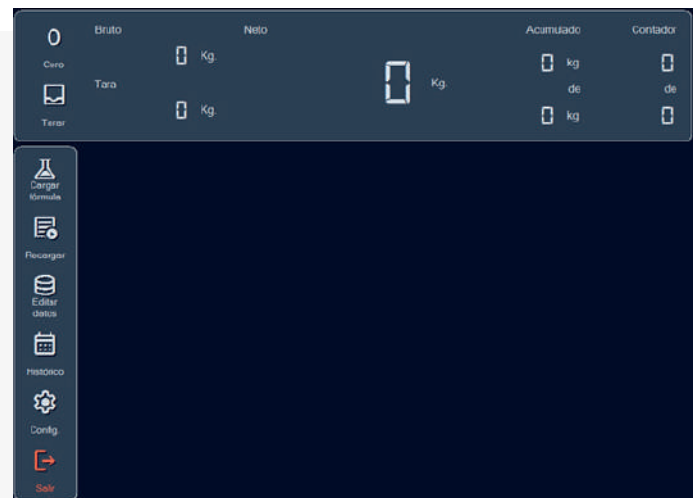 0
Cero
Tarar
Bruto
0 Kg.
Tara
0 Kg.
Neto
0 Kg.
Acumulado
0 kg
de
0 kg
Contador
0
de
0
Cargar
fórmula
Recargar
Editar
datos
Histórico
Config.
Salir